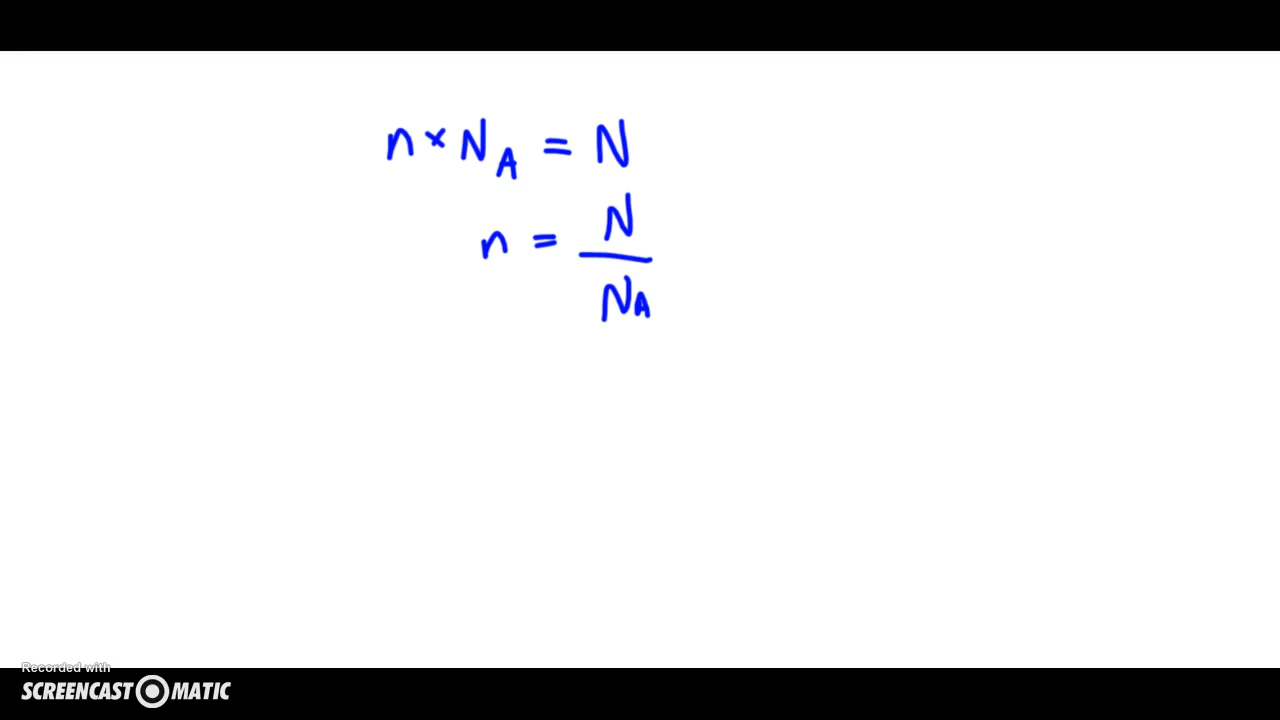 n × N_A = N
n = N / N_A
Recorded with
SCREENCAST-O-MATIC